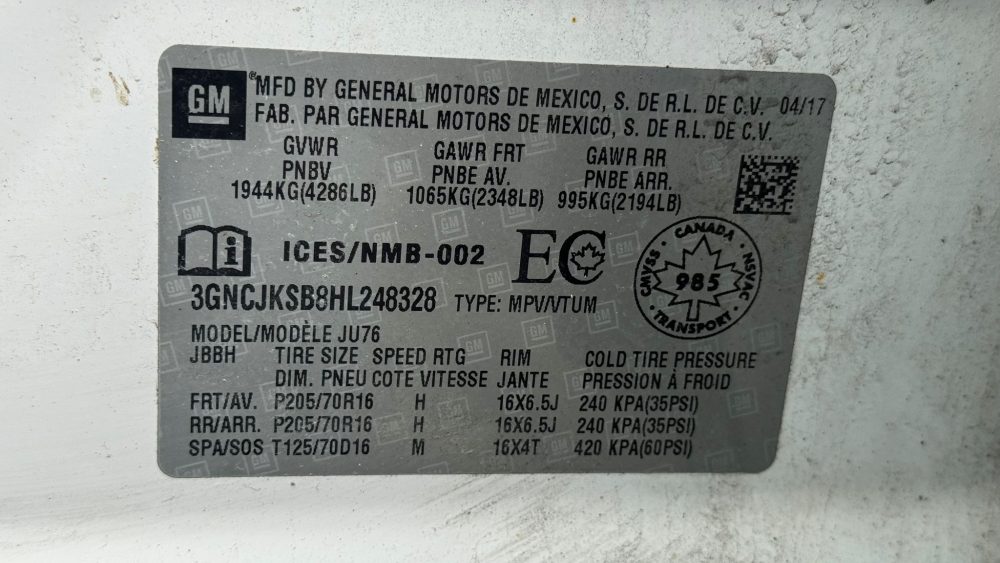 GM ® MFD BY GENERAL MOTORS DE MEXICO, S. DE R.L. DE C.V. 04/17
FAB. PAR GENERAL MOTORS DE MEXICO, S. DE R.L. DE C.V.
GVWR GAWR FRT GAWR RR
PNBV PNBE AV. PNBE ARR.
1944KG(4286LB) 1065KG(2348LB) 995KG(2194LB)
i ICES/NMB-002 EC
CANADA
CMVSS · NSVAC
985
TRANSPORT
3GNCJKSB8HL248328 TYPE: MPV/VTUM
MODEL/MODÈLE JU76
JBBH TIRE SIZE SPEED RTG RIM COLD TIRE PRESSURE
DIM. PNEU COTE VITESSE JANTE PRESSION À FROID
FRT/AV. P205/70R16 H 16X6.5J 240 KPA(35PSI)
RR/ARR. P205/70R16 H 16X6.5J 240 KPA(35PSI)
SPA/SOS T125/70D16 M 16X4T 420 KPA(60PSI)